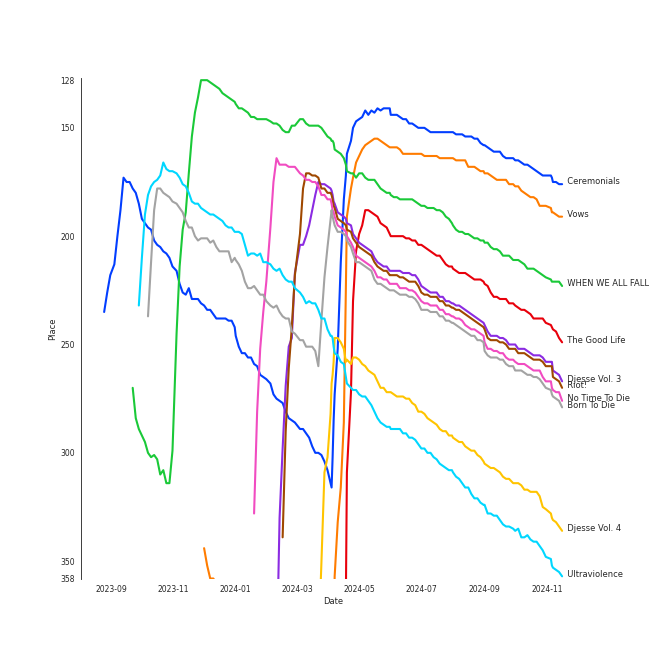 128
150
200
250
300
350
358
Place
2023-09
2023-11
2024-01
2024-03
2024-05
2024-07
2024-09
2024-11
Date
Ceremonials
Vows
WHEN WE ALL FALL
The Good Life
Djesse Vol. 3
Riot!
No Time To Die
Born To Die
Djesse Vol. 4
Ultraviolence